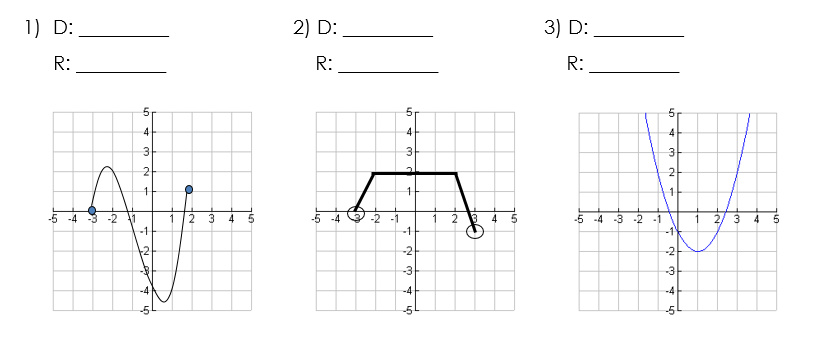 1) D: _________ 2) D: _________ 3) D: _________
R: _________ R: __________ R: _________
5 5 5
4 4 4
3 3 3
2 2 2
1 1 1
-5 -4 -3 -2 -1 1 2 3 4 5 -5 -4 -3 -2 -1 1 2 3 4 5 -5 -4 -3 -2 -1 1 2 3 4 5
-1 -1 -1
-2 -2 -2
-3 -3 -3
-4 -4 -4
-5 -5 -5